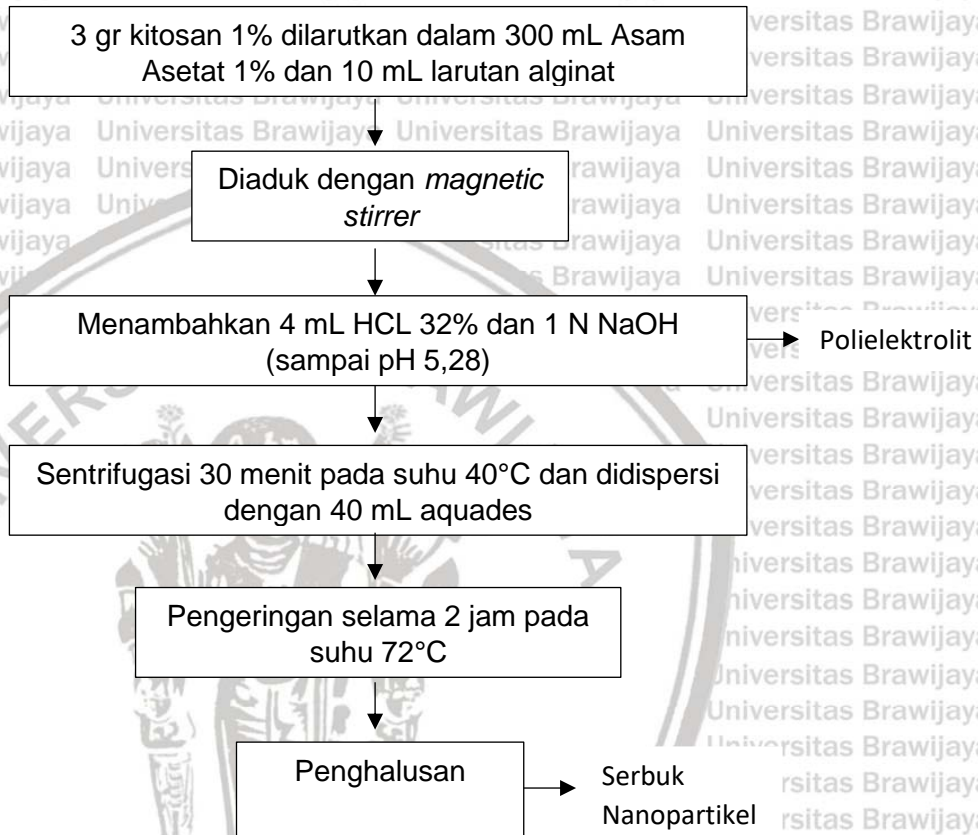 3 gr kitosan 1% dilarutkan dalam 300 mL Asam
Asetat 1% dan 10 mL larutan alginat
Diaduk dengan magnetic
stirrer
Menambahkan 4 mL HCL 32% dan 1 N NaOH
(sampai pH 5,28)
Polielektrolit
Sentrifugasi 30 menit pada suhu 40°C dan didispersi
dengan 40 mL aquades
Pengeringan selama 2 jam pada
suhu 72°C
Penghalusan
Serbuk
Nanopartikel